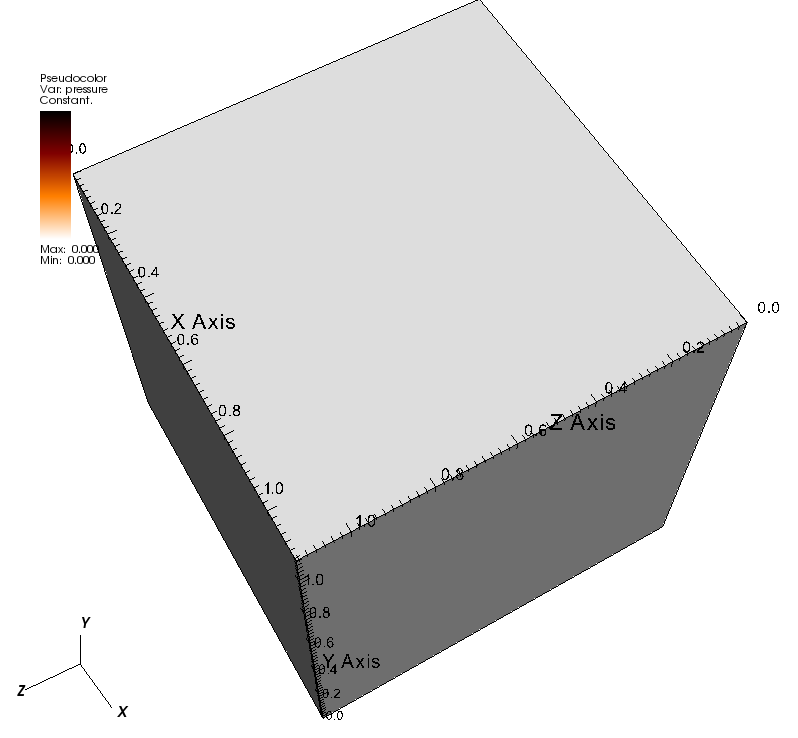 Pseudocolor
Var: pressure
Constant.
0.0
Max: 0.000
Min: 0.000
0.2
0.4
X Axis
0.6
0.8
1.0
0.0
0.2
0.4
Z Axis
0.6
0.8
1.0
1.0
0.8
0.6
Y Axis
0.4
0.2
0.0
Y
Z
X